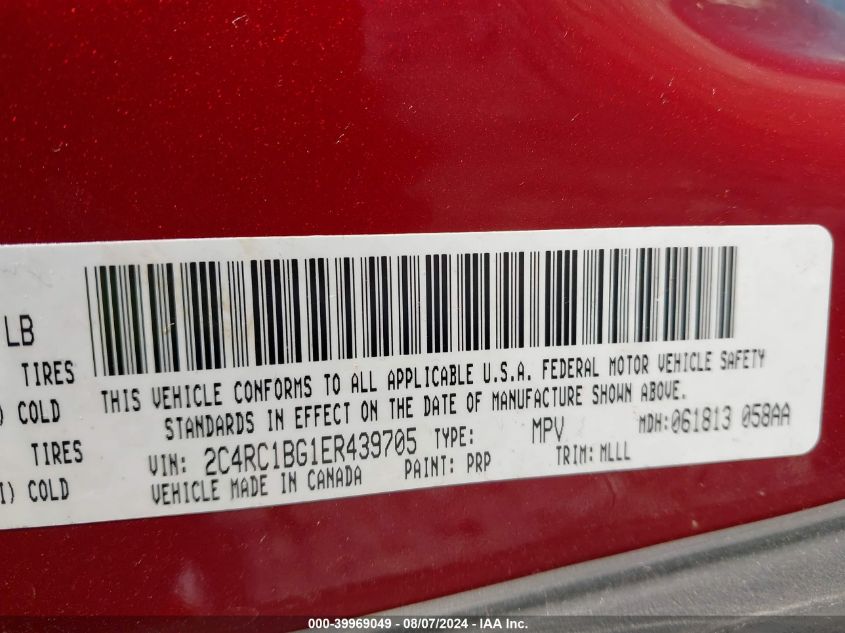 LB
TIRES
) COLD
TIRES
I) COLD
THIS VEHICLE CONFORMS TO ALL APPLICABLE U.S.A. FEDERAL MOTOR VEHICLE SAFETY
STANDARDS IN EFFECT ON THE DATE OF MANUFACTURE SHOWN ABOVE.
MDH:061813 058AA
VIN: 2C4RC1BG1ER439705 TYPE: MPV
VEHICLE MADE IN CANADA PAINT: PRP TRIM: MLLL
000-39969049 - 08/07/2024 - IAA Inc.